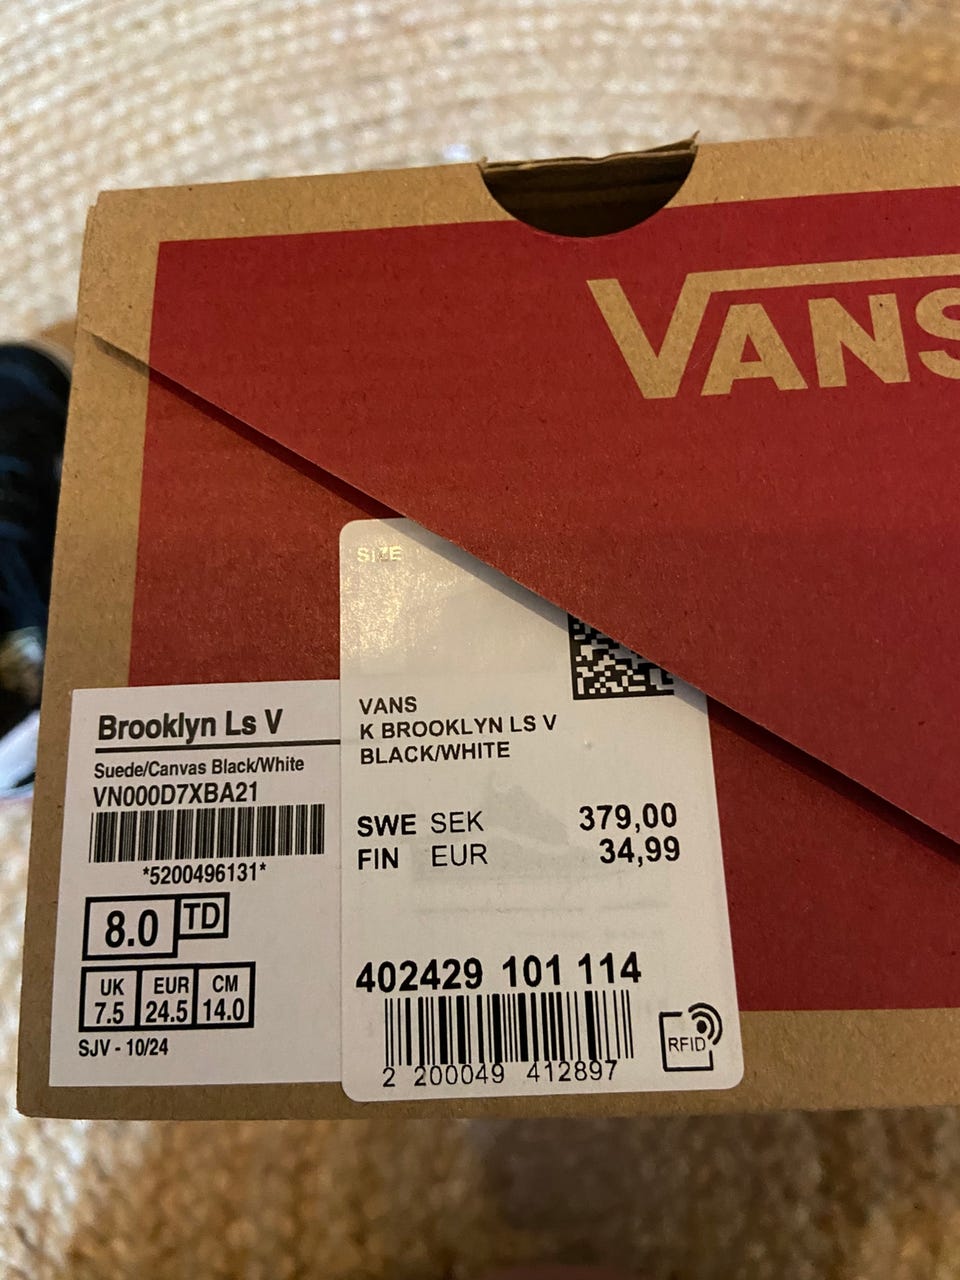 VANS
SIZE
VANS
K BROOKLYN LS V
BLACK/WHITE
SWE SEK 379,00
FIN EUR 34,99
402429 101 114
2 200049 412897
RFID
Brooklyn Ls V
Suede/Canvas Black/White
VN000D7XBA21
*5200496131*
8.0 TD
UK EUR CM
7.5 24.5 14.0
SJV - 10/24